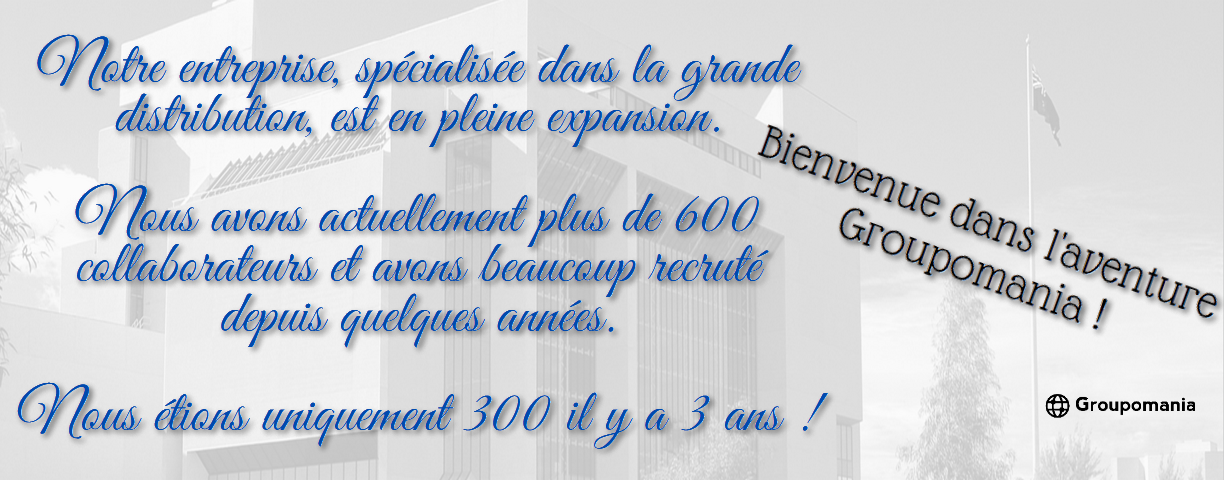 Notre entreprise, spécialisée dans la grande
distribution, est en pleine expansion.
Nous avons actuellement plus de 600
collaborateurs et avons beaucoup recruté
depuis quelques années.
Nous étions uniquement 300 il y a 3 ans !
Bienvenue dans l'aventure
Groupomania !
Groupomania